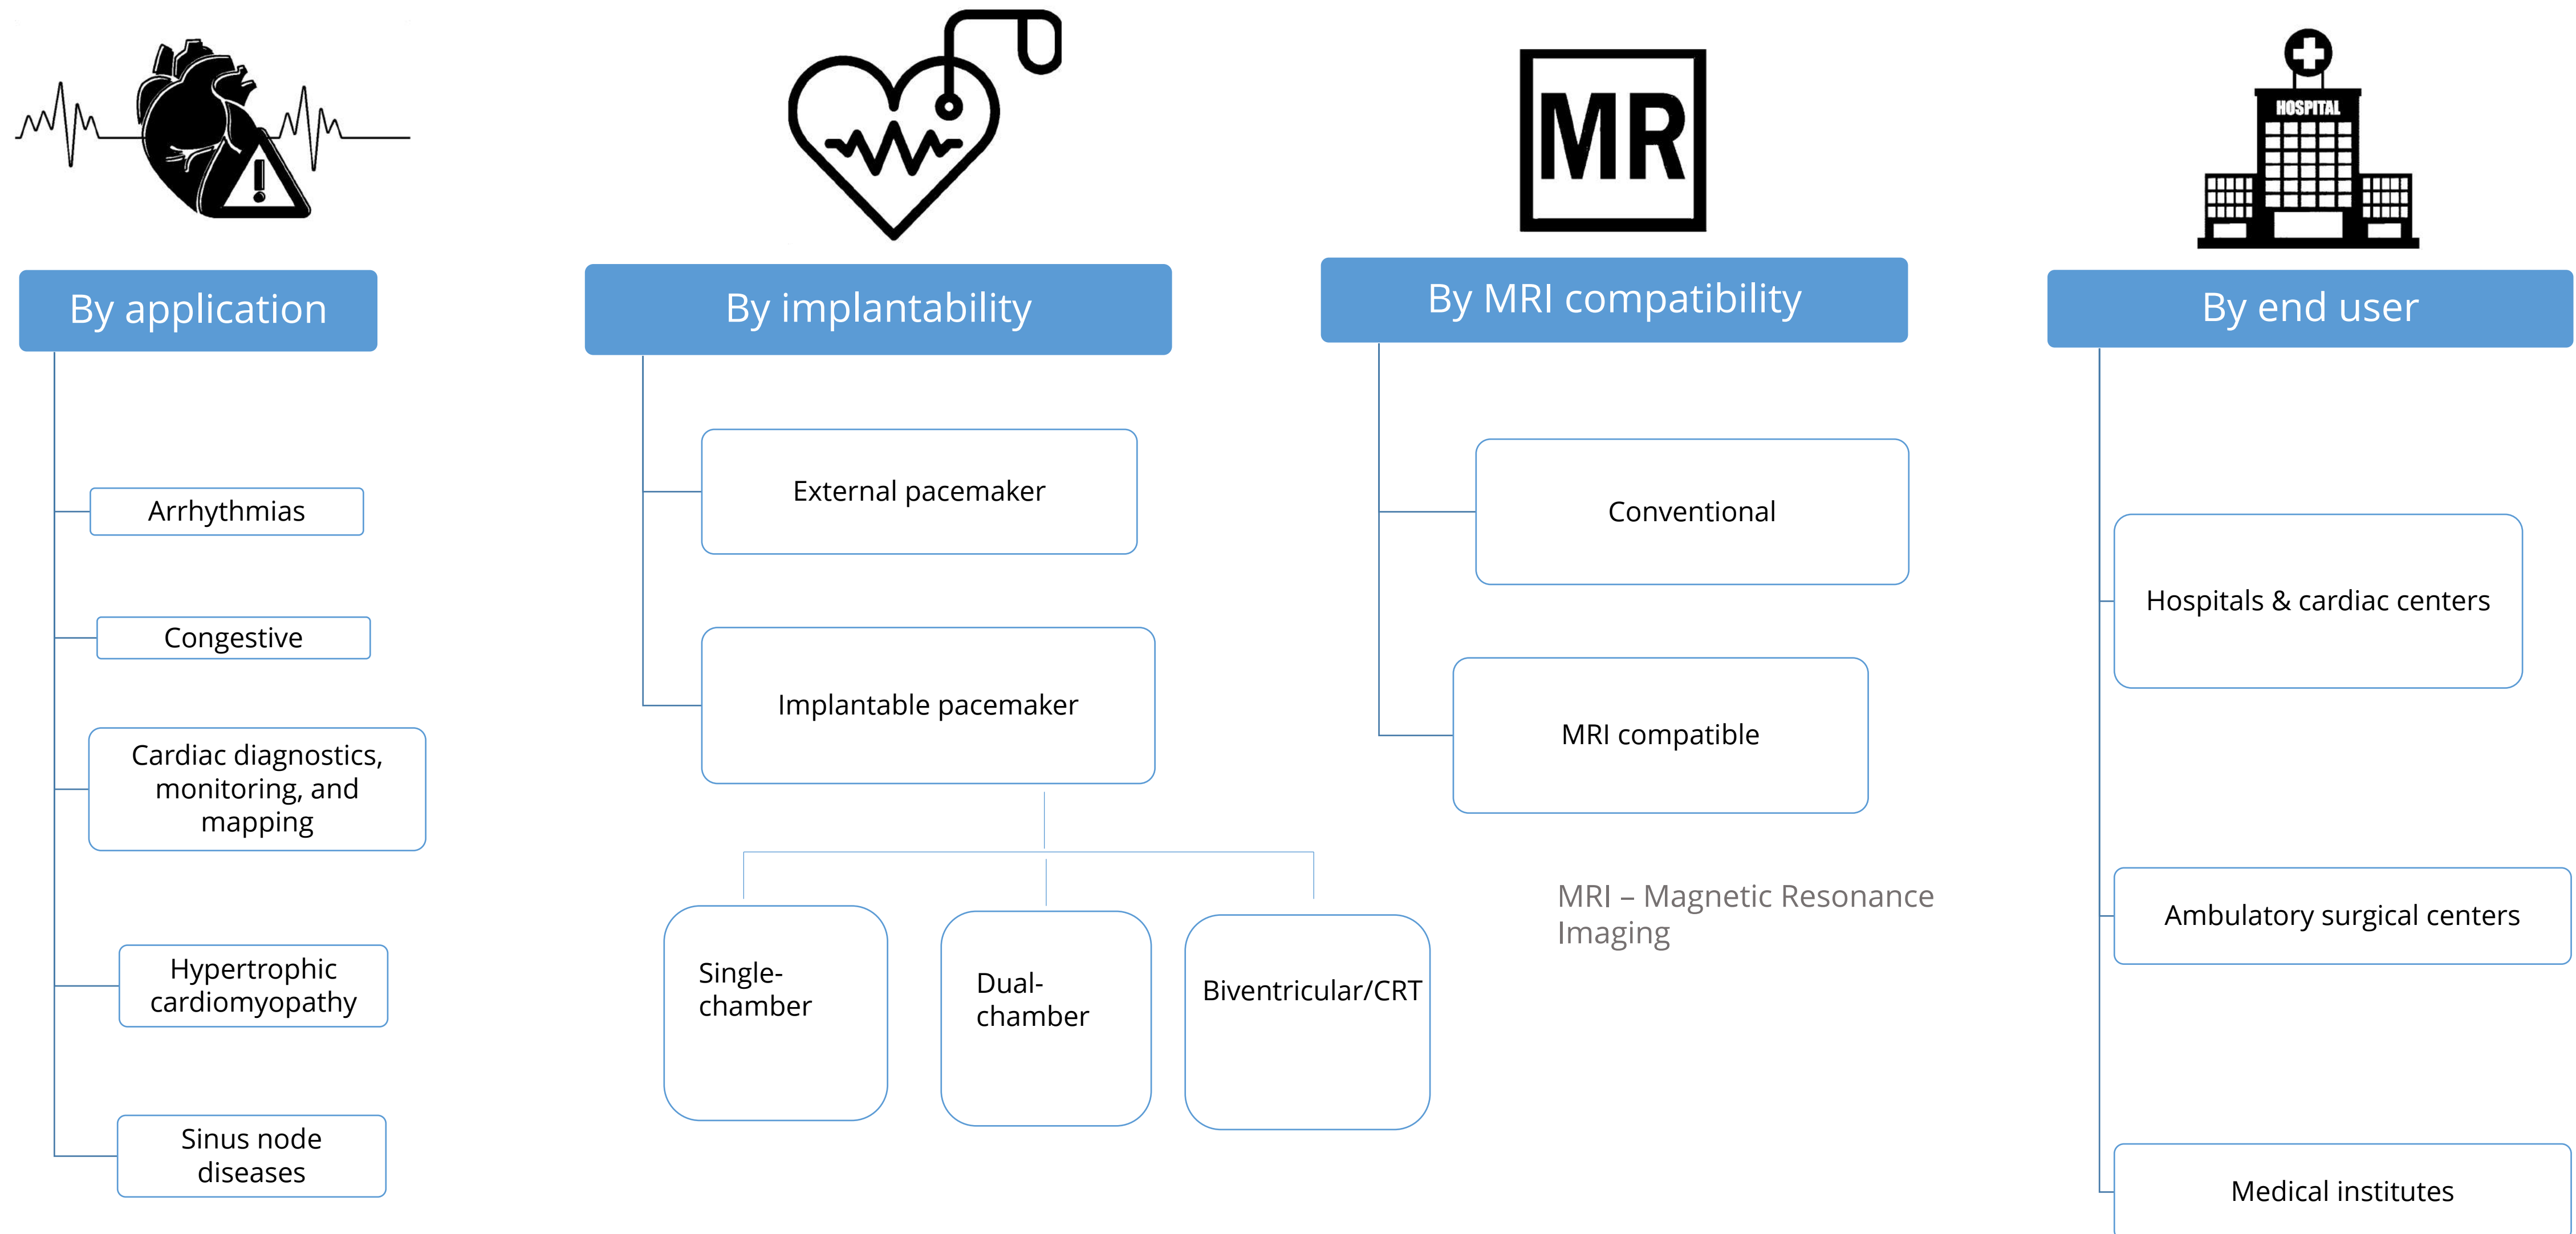 MR
HOSPITAL
By application
Arrhythmias
Congestive
Cardiac diagnostics,
monitoring, and
mapping
Hypertrophic
cardiomyopathy
Sinus node
diseases
By implantability
External pacemaker
Implantable pacemaker
Single-
chamber
Dual-
chamber
Biventricular/CRT
By MRI compatibility
Conventional
MRI compatible
MRI – Magnetic Resonance
Imaging
By end user
Hospitals & cardiac centers
Ambulatory surgical centers
Medical institutes